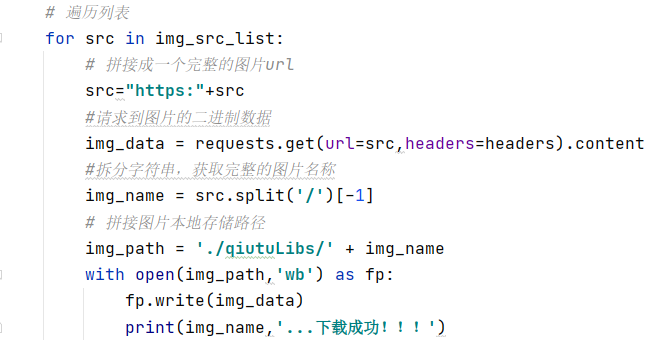 # 遍历列表
for src in img_src_list:
# 拼接成一个完整的图片url
src="https:"+src
#请求到图片的二进制数据
img_data = requests.get(url=src,headers=headers).content
#拆分字符串，获取完整的图片名称
img_name = src.split('/')[-1]
# 拼接图片本地存储路径
img_path = './qiutuLibs/' + img_name
with open(img_path,'wb') as fp:
fp.write(img_data)
print(img_name,'...下载成功！！！')